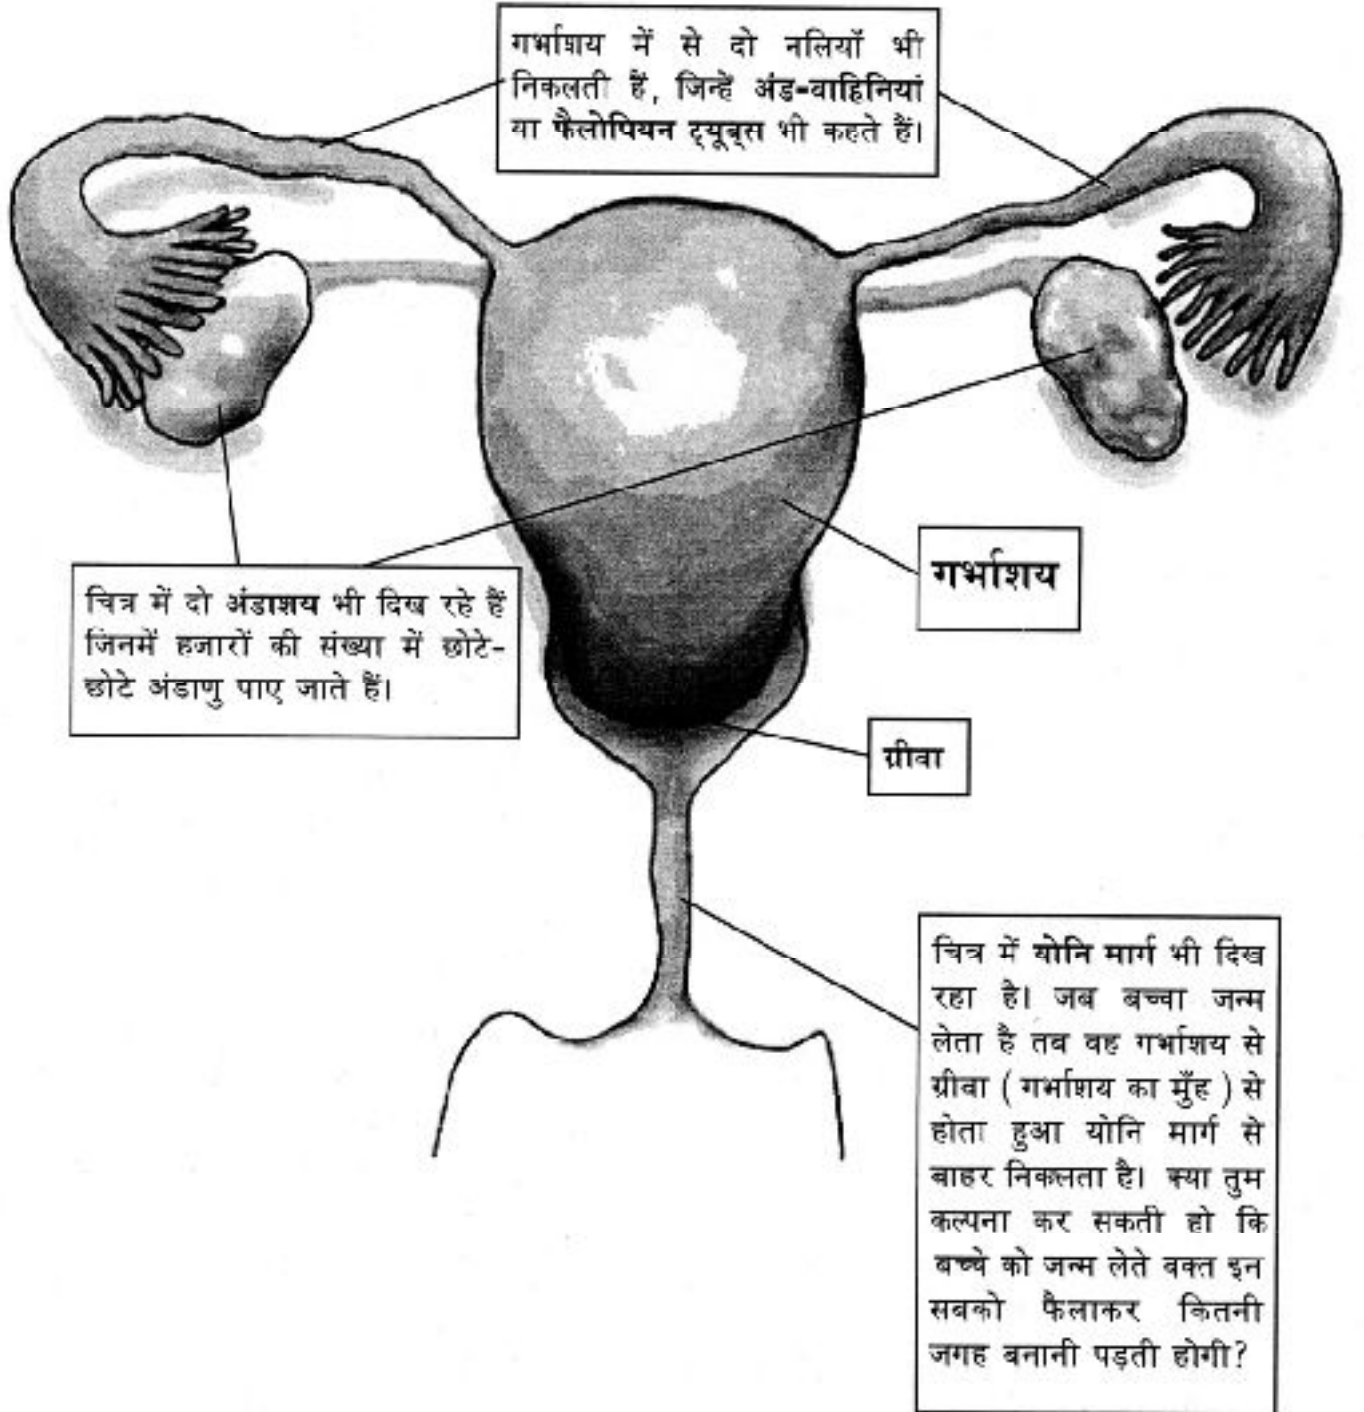 गर्भाशय में से दो नलियाँ भी
निकलती हैं, जिन्हें अंड-वाहिनियां
या फैलोपियन ट्यूब्स भी कहते हैं।
गर्भाशय
चित्र में दो अंडाशय भी दिख रहे हैं
जिनमें हजारों की संख्या में छोटे-
छोटे अंडाणु पाए जाते हैं।
ग्रीवा
चित्र में योनि मार्ग भी दिख
रहा है। जब बच्चा जन्म
लेता है तब वह गर्भाशय से
ग्रीवा ( गर्भाशय का मुँह ) से
होता हुआ योनि मार्ग से
बाहर निकलता है। क्या तुम
कल्पना कर सकती हो कि
बच्चे को जन्म लेते वक्त इन
सबको फैलाकर कितनी
जगह बनानी पड़ती होगी?